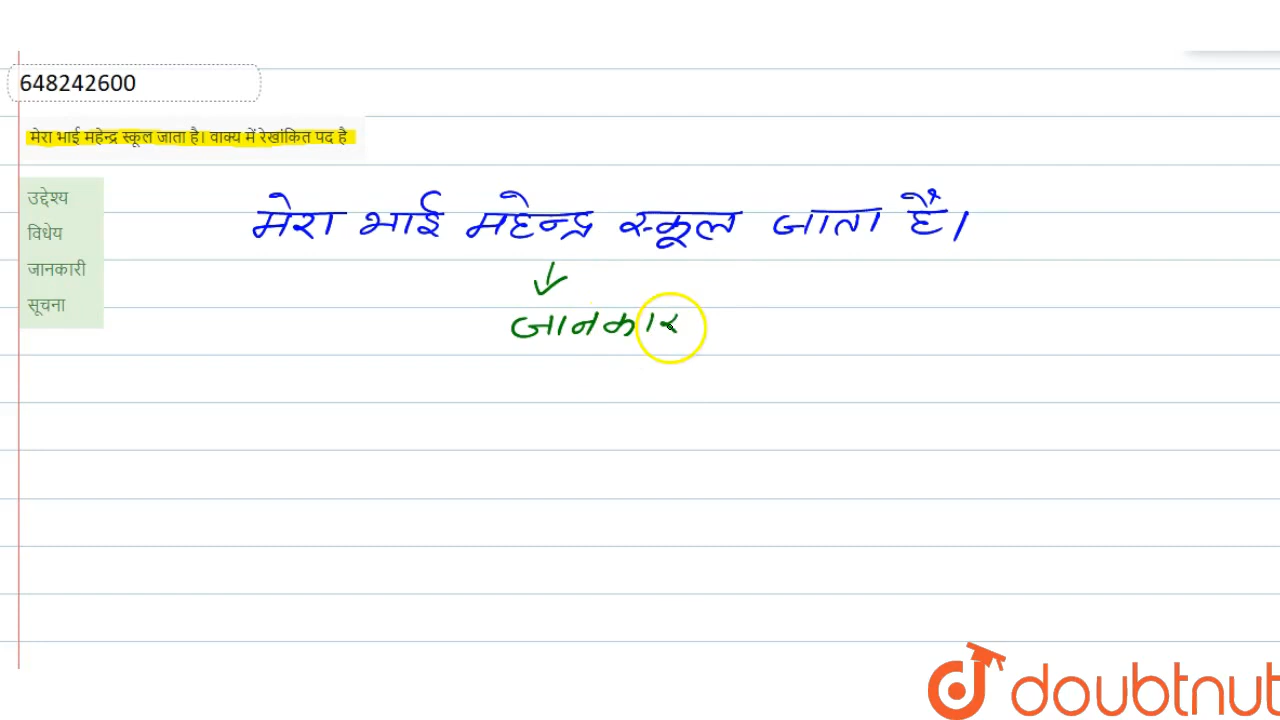 648242600
मेरा भाई महेन्द्र स्कूल जाता है। वाक्य में रेखांकित पद है
उद्देश्य
विधेय
जानकारी
सूचना
मेरा भाई महेन्द्र स्कूल जाता है।
जानकार
doubtnut